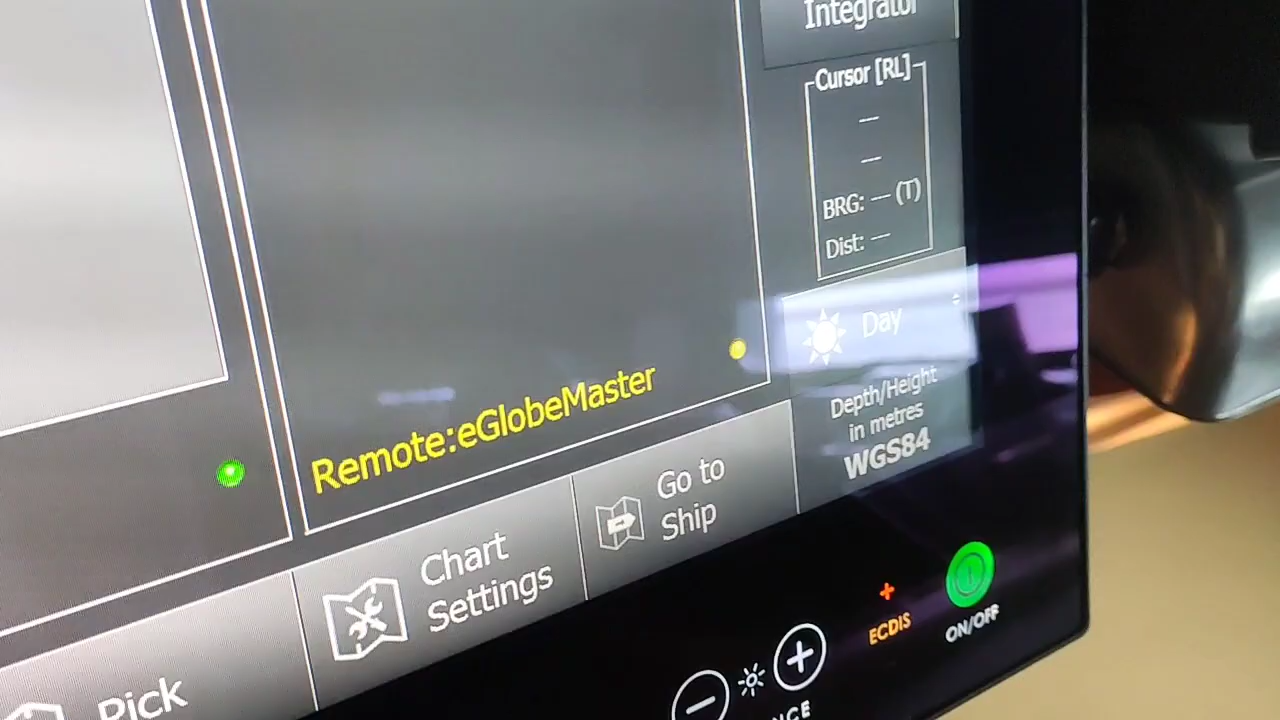 Integrator
Cursor [RL]
---
---
BRG: --- (T)
Dist: ---
Day
Depth/Height
in metres
WGS84
Remote:eGlobeMaster
Go to
Ship
Chart
Settings
Pick
ECDIS
ON/OFF